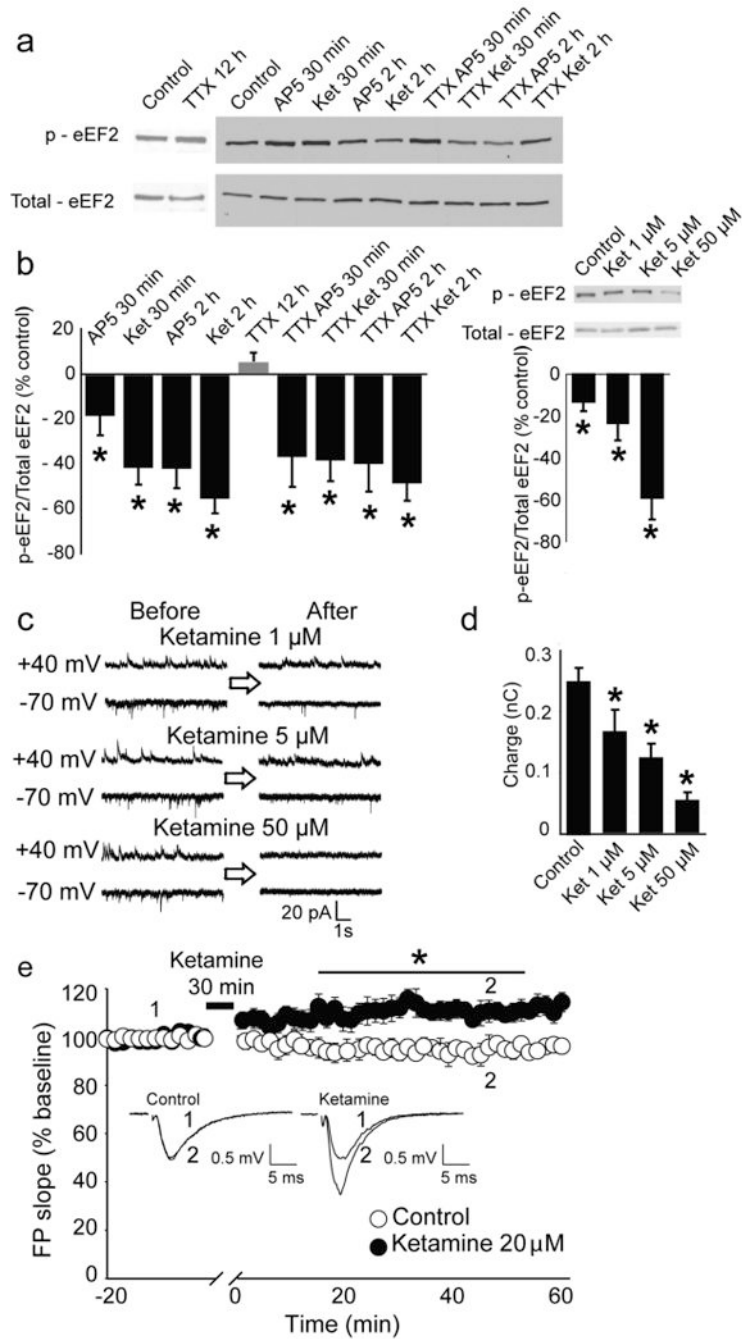 a
Control
TTX 12 h
Control
AP5 30 min
Ket 30 min
AP5 2 h
Ket 2 h
TTX AP5 30 min
TTX Ket 30 min
TTX AP5 2 h
TTX Ket 2 h
p - eEF2
Total - eEF2
b
AP5 30 min
Ket 30 min
AP5 2 h
Ket 2 h
TTX 12 h
TTX AP5 30 min
TTX Ket 30 min
TTX AP5 2 h
TTX Ket 2 h
p-eEF2/Total eEF2 (% control)
20
0
- 20
- 40
- 60
-80
* * * * * * * *
Control
Ket 1 µM
Ket 5 µM
Ket 50 µM
p - eEF2
Total - eEF2
p-eEF2/Total eEF2 (% control)
0
-20
-40
-60
-80
* * *
c
Before After
Ketamine 1 µM
+40 mV
-70 mV
Ketamine 5 µM
+40 mV
-70 mV
Ketamine 50 µM
+40 mV
-70 mV
20 pA
1s
d
Charge (nC)
0.3
0.2
0.1
0
* * *
Control
Ket 1 µM
Ket 5 µM
Ket 50 µM
e
Ketamine
30 min
*
1
2
2
FP slope (% baseline)
120
100
80
60
40
20
0
Control
1
2
0.5 mV
5 ms
Ketamine
1
2
0.5 mV
5 ms
Control
Ketamine 20 µM
-20 0 20 40 60
Time (min)